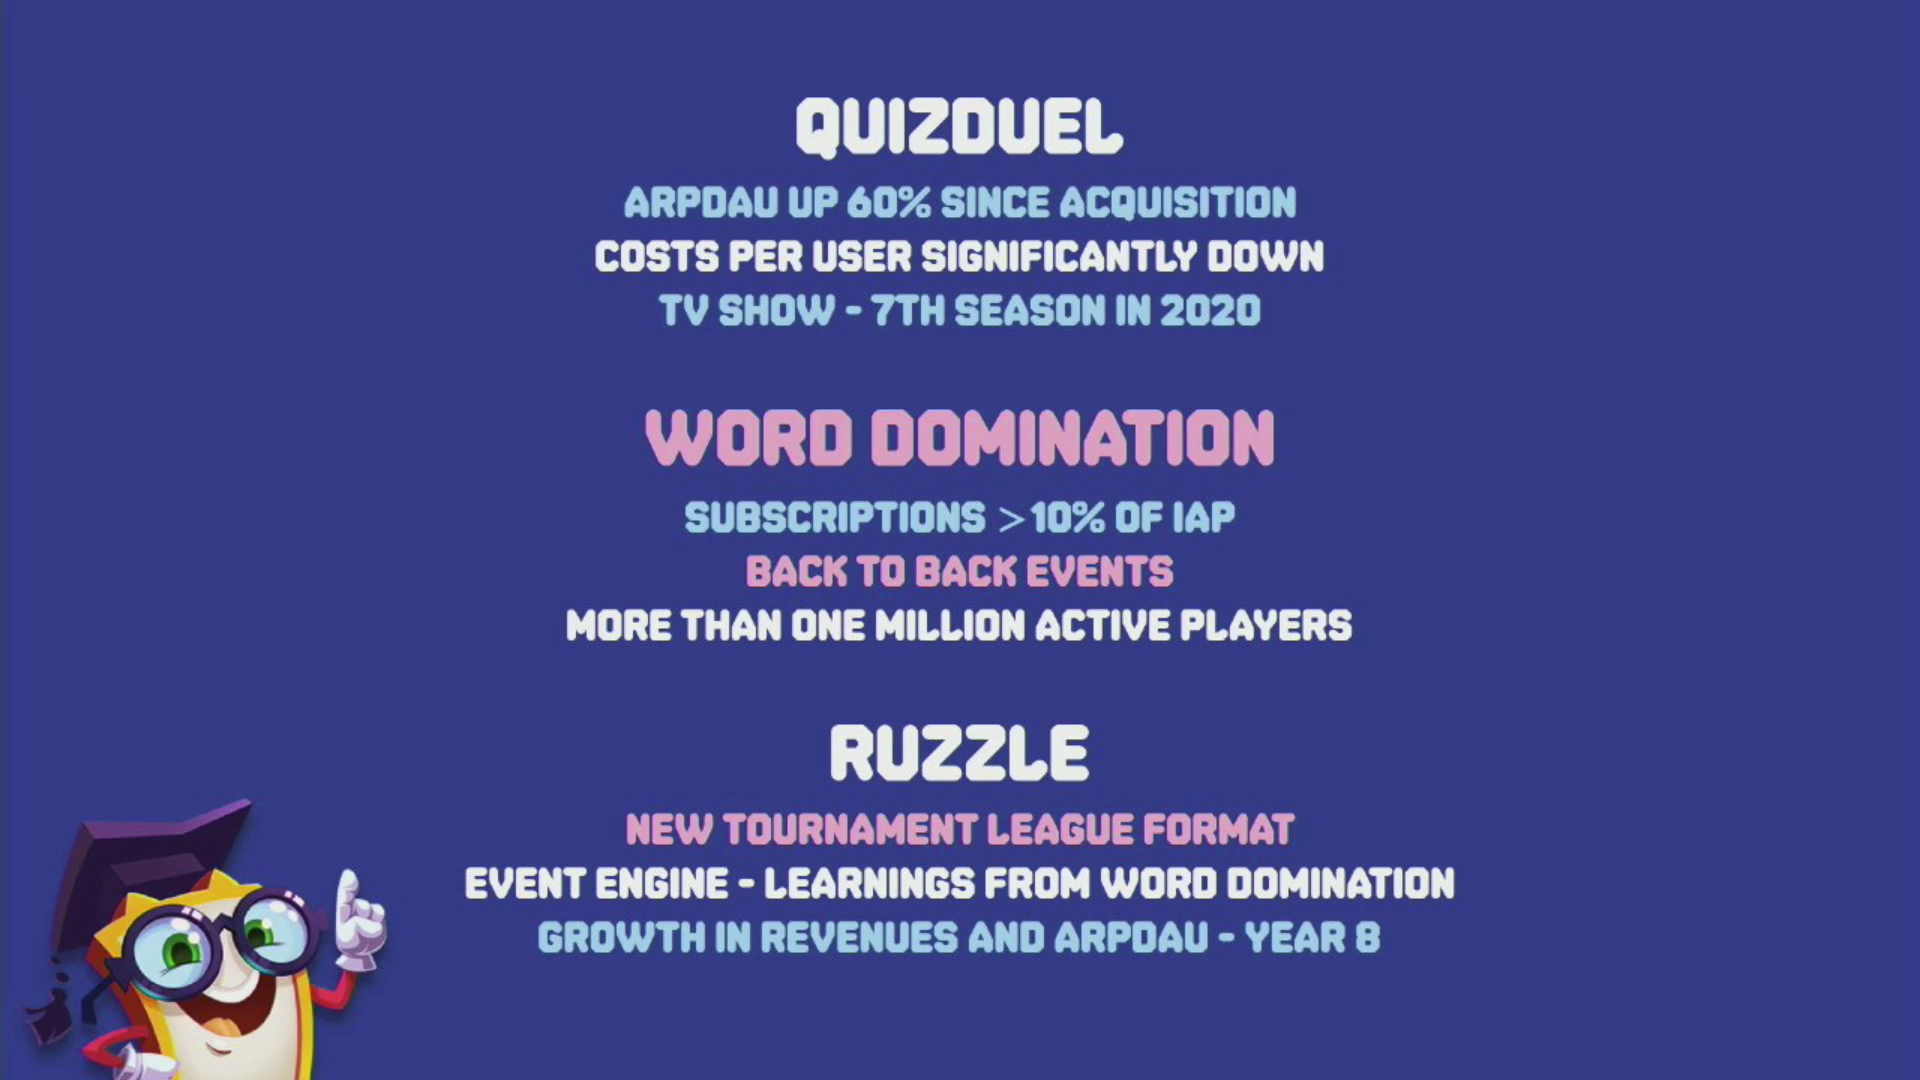 QUIZDUEL
ARPDAU UP 60% SINCE ACQUISITION
COSTS PER USER SIGNIFICANTLY DOWN
TV SHOW - 7TH SEASON IN 2020
WORD DOMINATION
SUBSCRIPTIONS >10% OF IAP
BACK TO BACK EVENTS
MORE THAN ONE MILLION ACTIVE PLAYERS
RUZZLE
NEW TOURNAMENT LEAGUE FORMAT
EVENT ENGINE - LEARNINGS FROM WORD DOMINATION
GROWTH IN REVENUES AND ARPDAU - YEAR 8